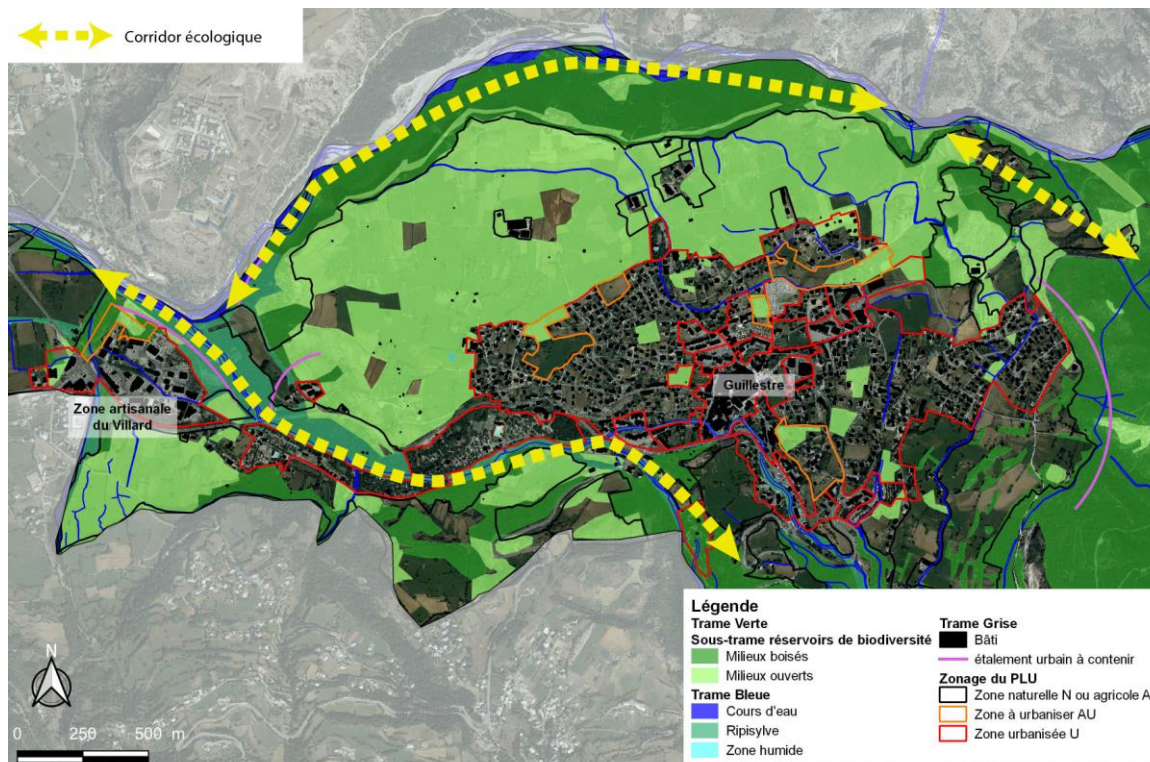 Corridor écologique
Zone artisanale
du Villard
Guillestre
N
0 250 500 m
Légende
Trame Verte
Sous-trame réservoirs de biodiversité
Milieux boisés
Milieux ouverts
Trame Bleue
Cours d'eau
Ripisylve
Zone humide
Trame Grise
Bâti
étalement urbain à contenir
Zonage du PLU
Zone naturelle N ou agricole A
Zone à urbaniser AU
Zone urbanisée U